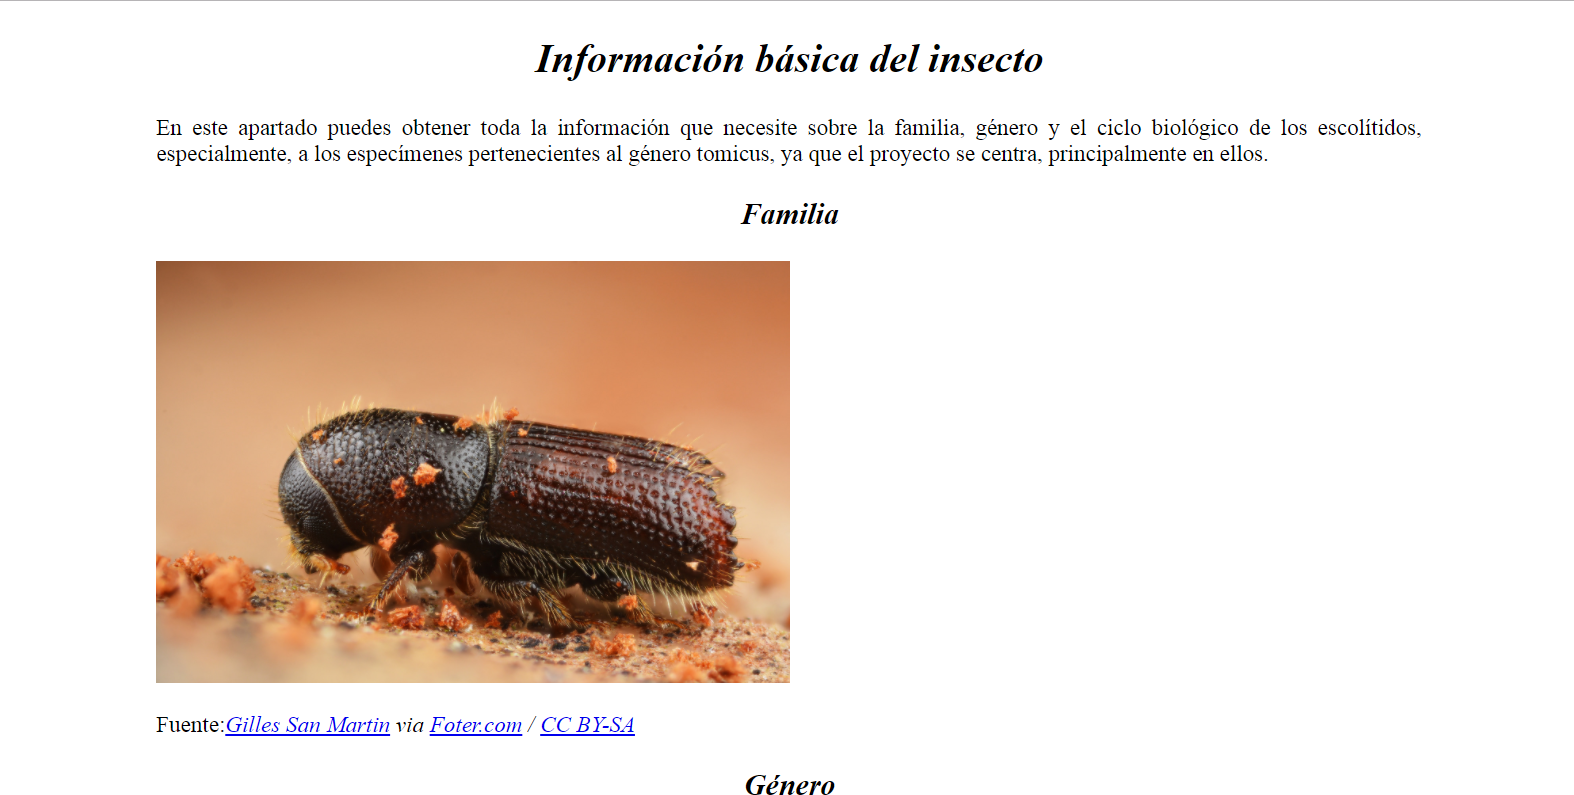 Información básica del insecto
En este apartado puedes obtener toda la información que necesite sobre la familia, género y el ciclo biológico de los escolítidos,
especialmente, a los especímenes pertenecientes al género tomicus, ya que el proyecto se centra, principalmente en ellos.
Familia
Fuente:Gilles San Martin via Foter.com / CC BY-SA
Género